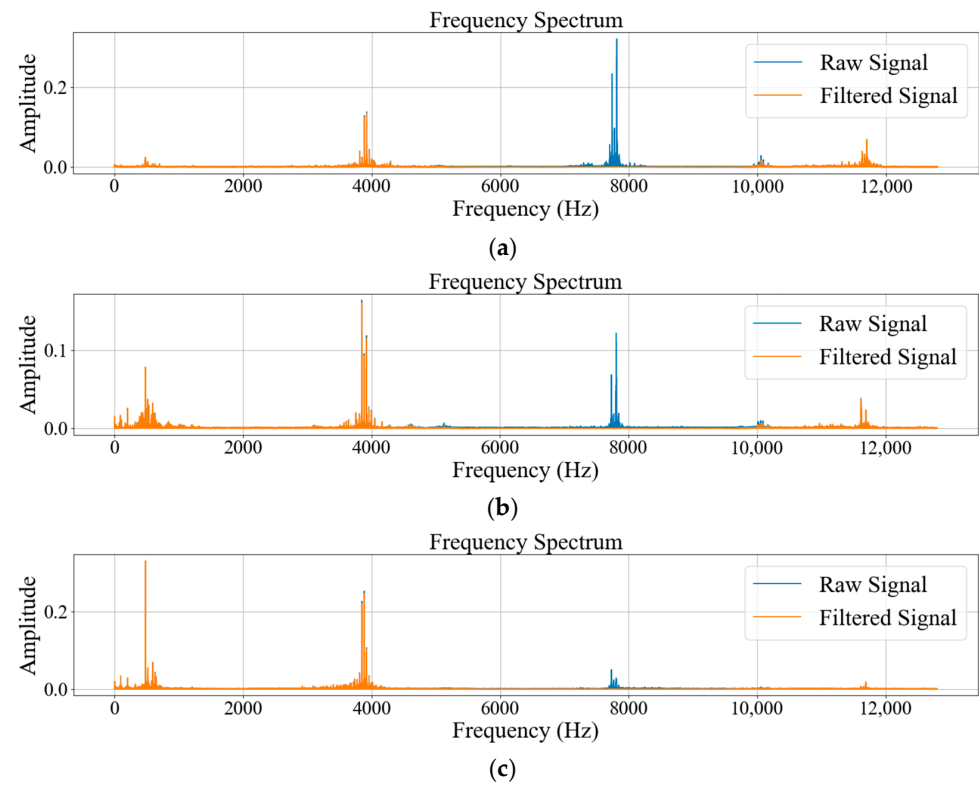 Frequency Spectrum
Amplitude
0.2
0.0
Raw Signal
Filtered Signal
0 2000 4000 6000 8000 10,000 12,000
Frequency (Hz)
(a)
Frequency Spectrum
Amplitude
0.1
0.0
Raw Signal
Filtered Signal
0 2000 4000 6000 8000 10,000 12,000
Frequency (Hz)
(b)
Frequency Spectrum
Amplitude
0.2
0.0
Raw Signal
Filtered Signal
0 2000 4000 6000 8000 10,000 12,000
Frequency (Hz)
(c)